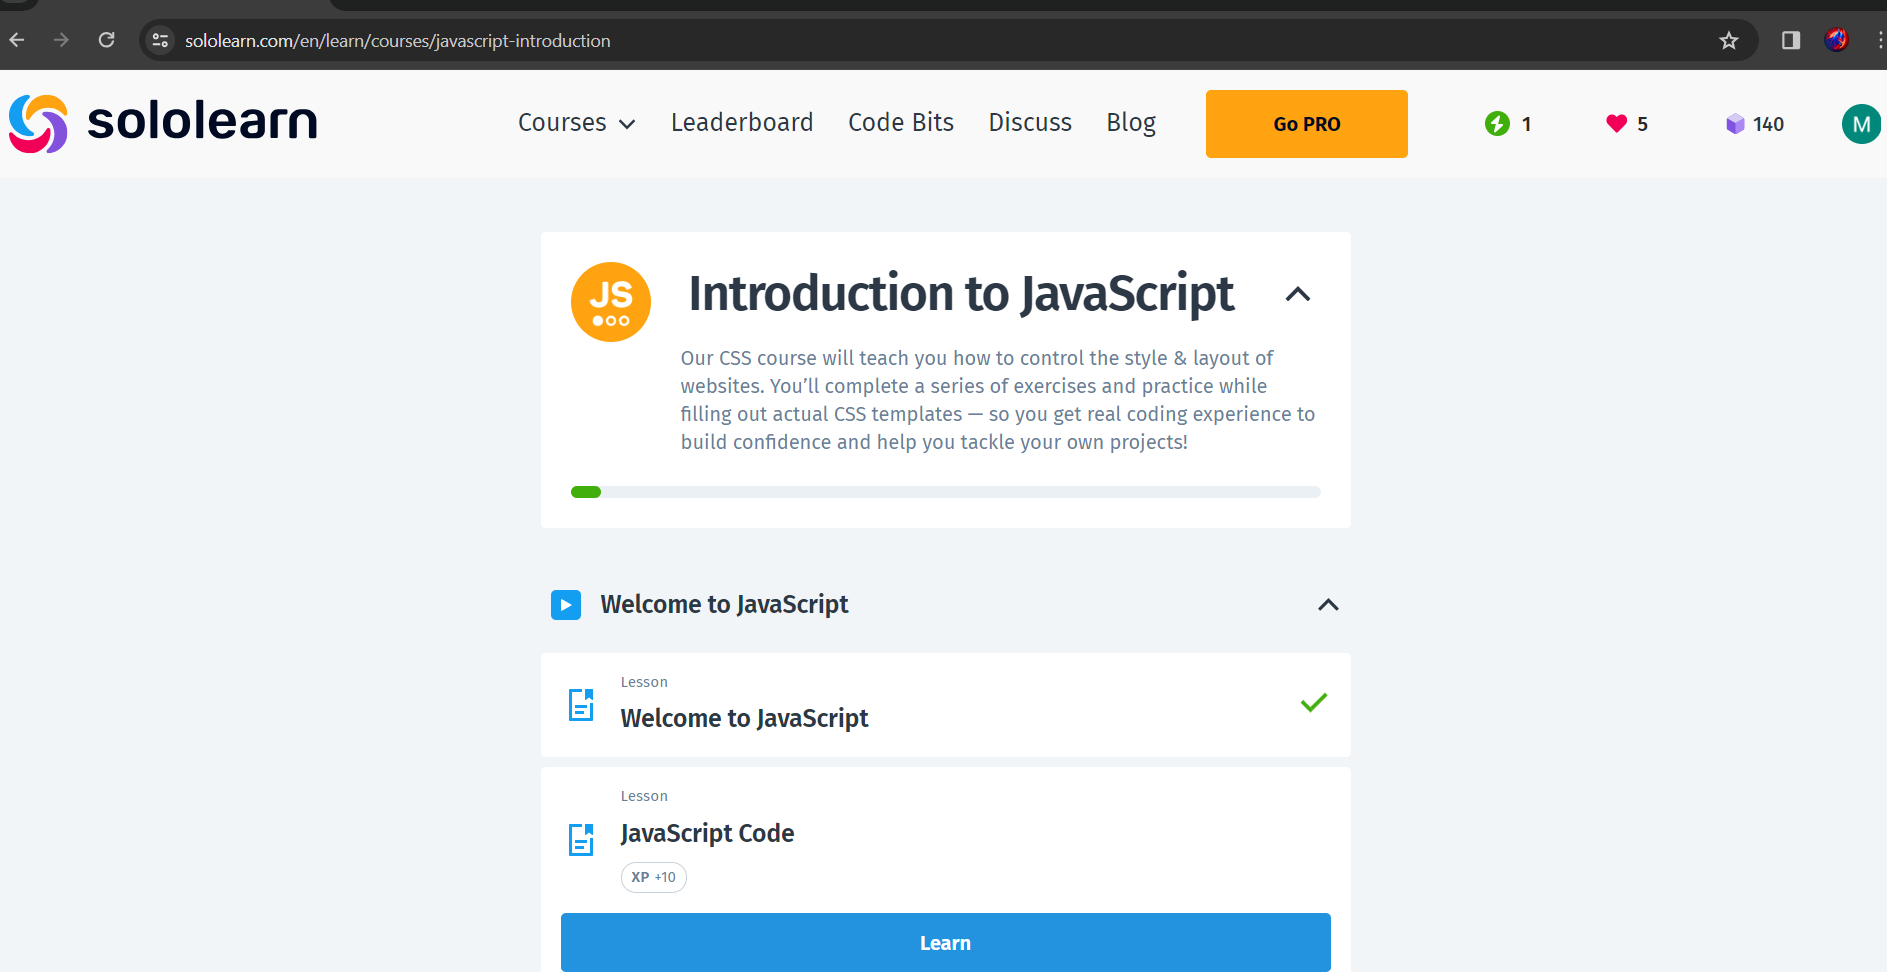 sololearn.com/en/learn/courses/javascript-introduction
sololearn
Courses Leaderboard Code Bits Discuss Blog Go PRO 1 5 140 M
JS
Introduction to JavaScript
Our CSS course will teach you how to control the style & layout of
websites. You’ll complete a series of exercises and practice while
filling out actual CSS templates — so you get real coding experience to
build confidence and help you tackle your own projects!
Welcome to JavaScript
Lesson
Welcome to JavaScript
Lesson
JavaScript Code
XP +10
Learn